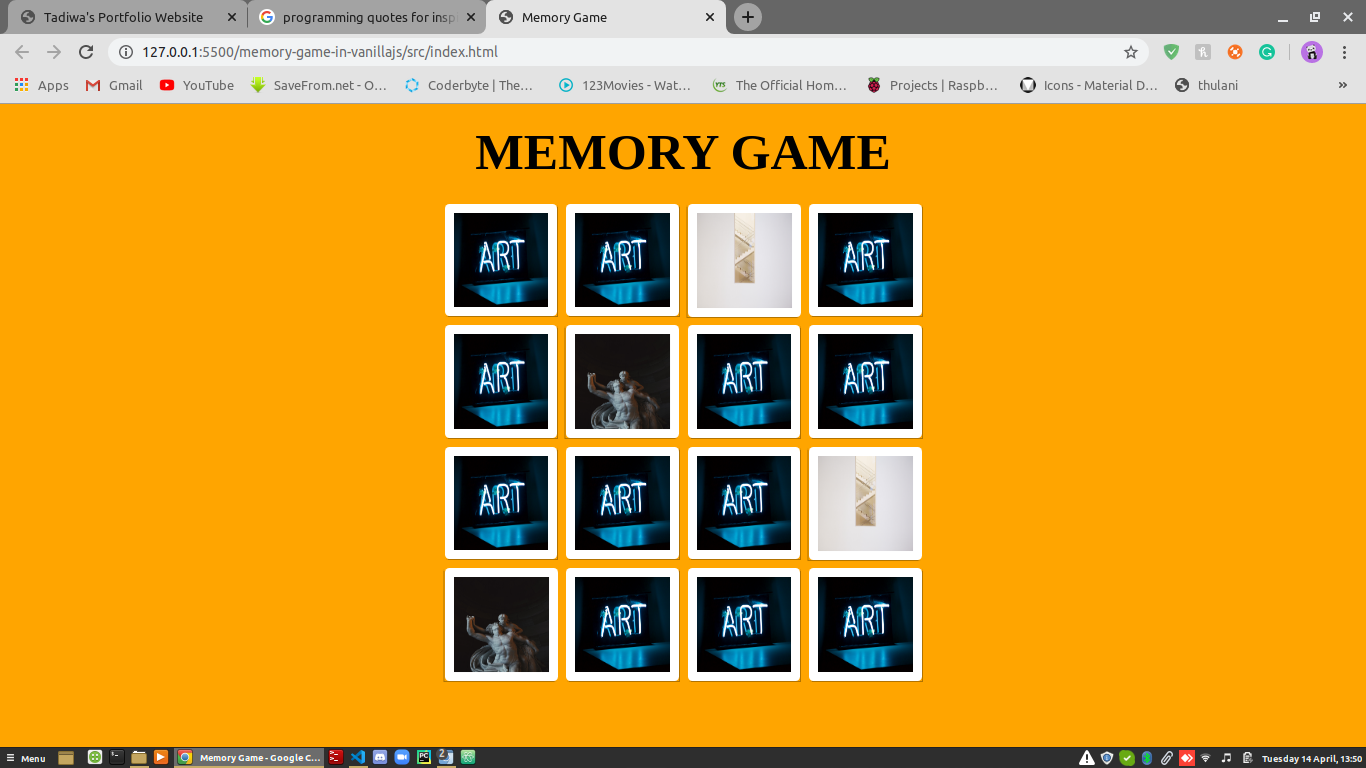 Tadiwa's Portfolio Website
programming quotes for insp
Memory Game
127.0.0.1:5500/memory-game-in-vanillajs/src/index.html
Apps Gmail YouTube SaveFrom.net - O… Coderbyte | The… 123Movies - Wat… The Official Hom… Projects | Raspb… Icons - Material D… thulani »
MEMORY GAME
ART ART ART
ART ART ART
ART ART ART
ART ART ART
Menu Memory Game - Google C… 2 Tuesday 14 April, 13:50